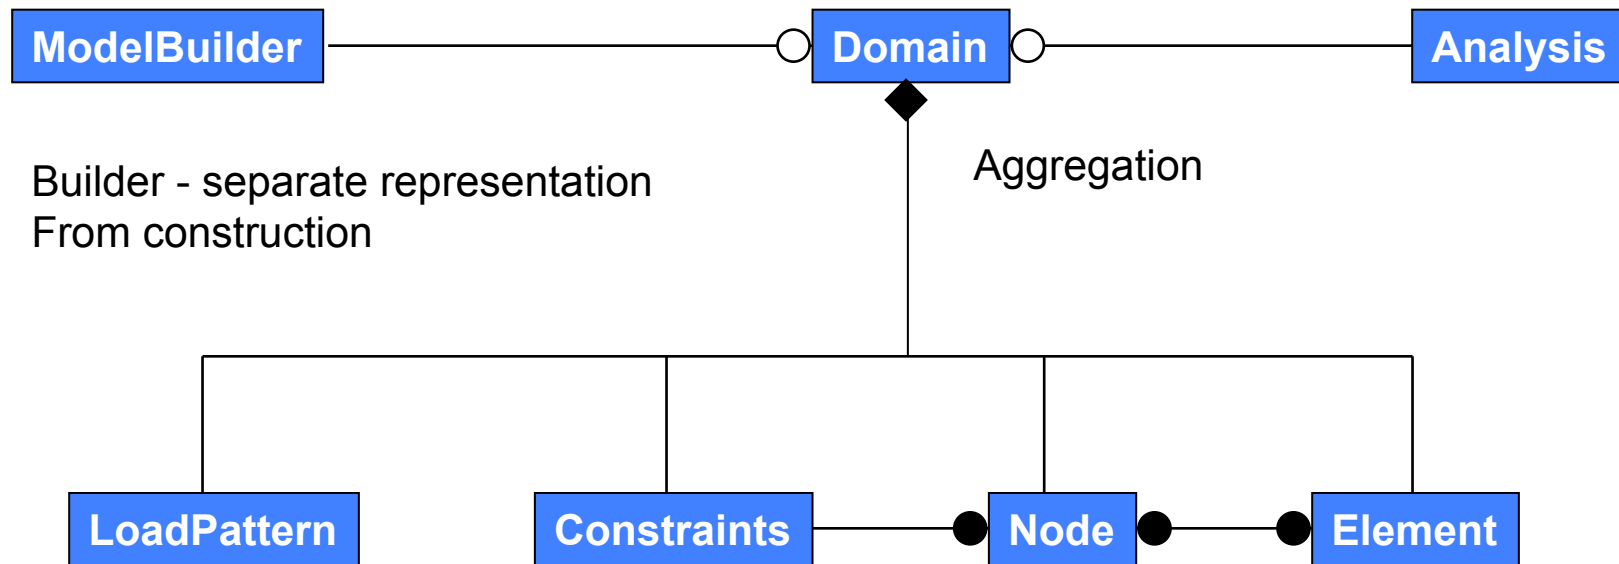 ModelBuilder
Domain
Analysis
Builder - separate representation
From construction
Aggregation
LoadPattern
Constraints
Node
Element